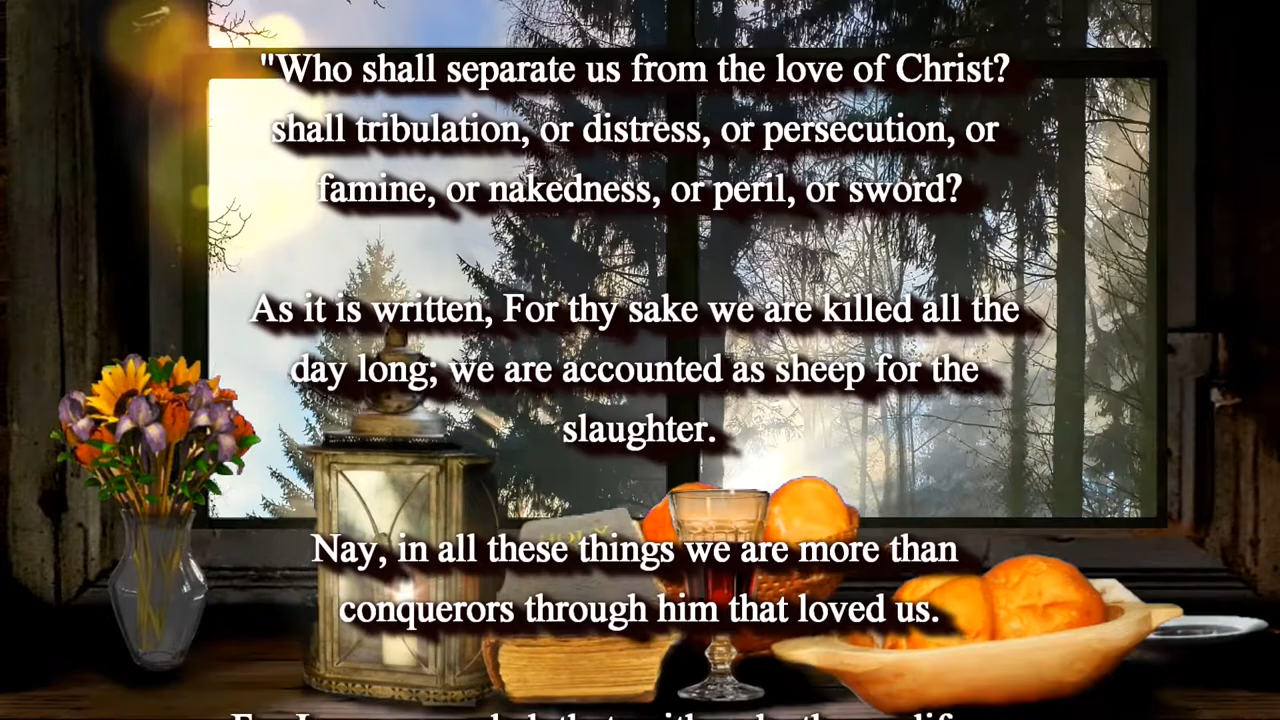 "Who shall separate us from the love of Christ?
shall tribulation, or distress, or persecution, or
famine, or nakedness, or peril, or sword?
As it is written, For thy sake we are killed all the
day long; we are accounted as sheep for the
slaughter.
HOLY
Nay, in all these things we are more than
conquerors through him that loved us.